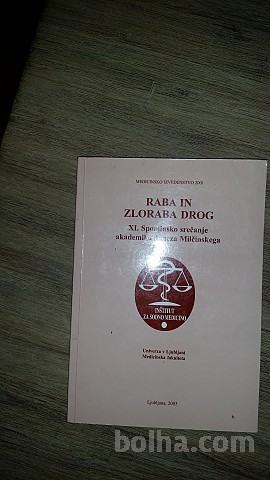 MEDICINSKO IZVEDENSTVO XVII
RABA IN
ZLORABA DROG
XI. Spominsko srečanje
akademika Janeza Milčinskega
INŠTITUT
ZA SODNO MEDICINO
Univerza v Ljubljani
Medicinska fakulteta
Ljubljana, 2003
bolha.com